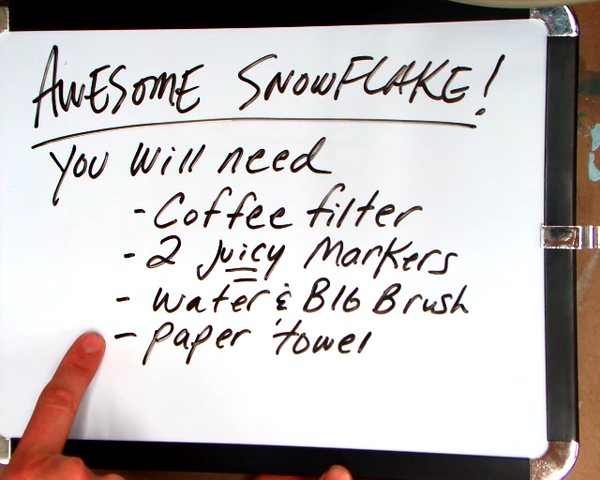 AWESOME SNOWFLAKE!
You will need
- Coffee filter
- 2 juicy Markers
- water & BIG Brush
- paper towel